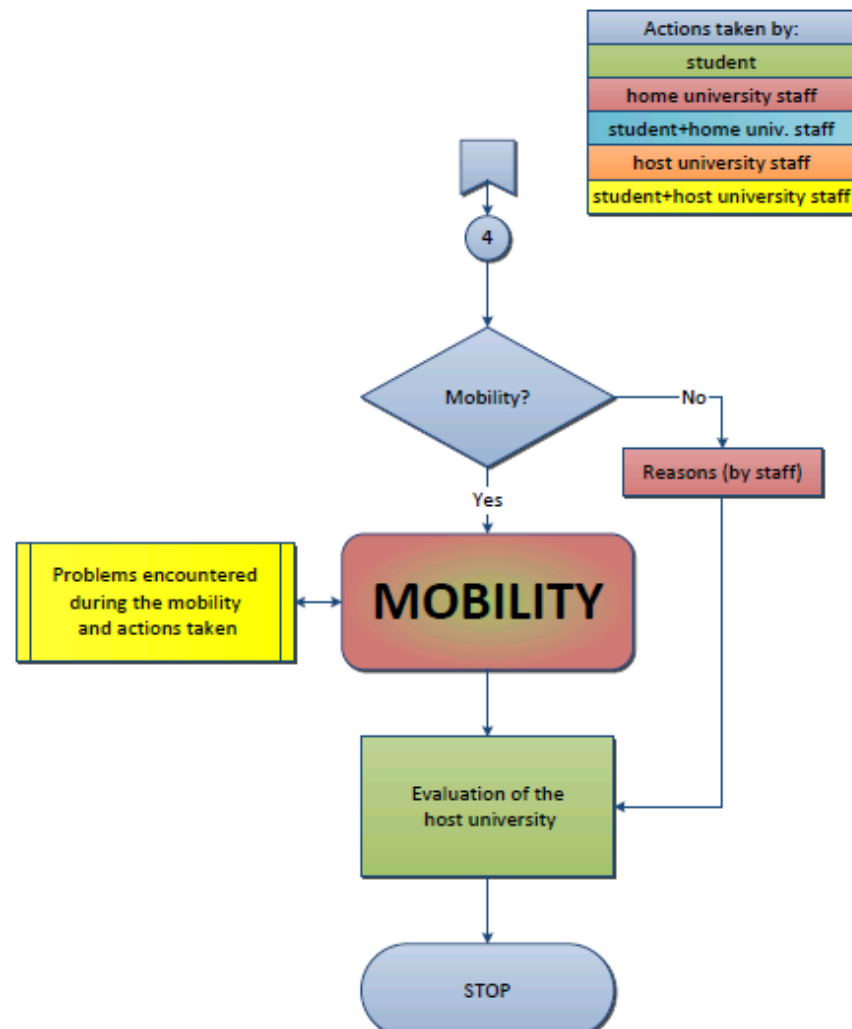 Actions taken by:
student
home university staff
student+home univ. staff
host university staff
student+host university staff
4
Mobility?
No
Reasons (by staff)
Yes
Problems encountered
during the mobility
and actions taken
MOBILITY
Evaluation of the
host university
STOP